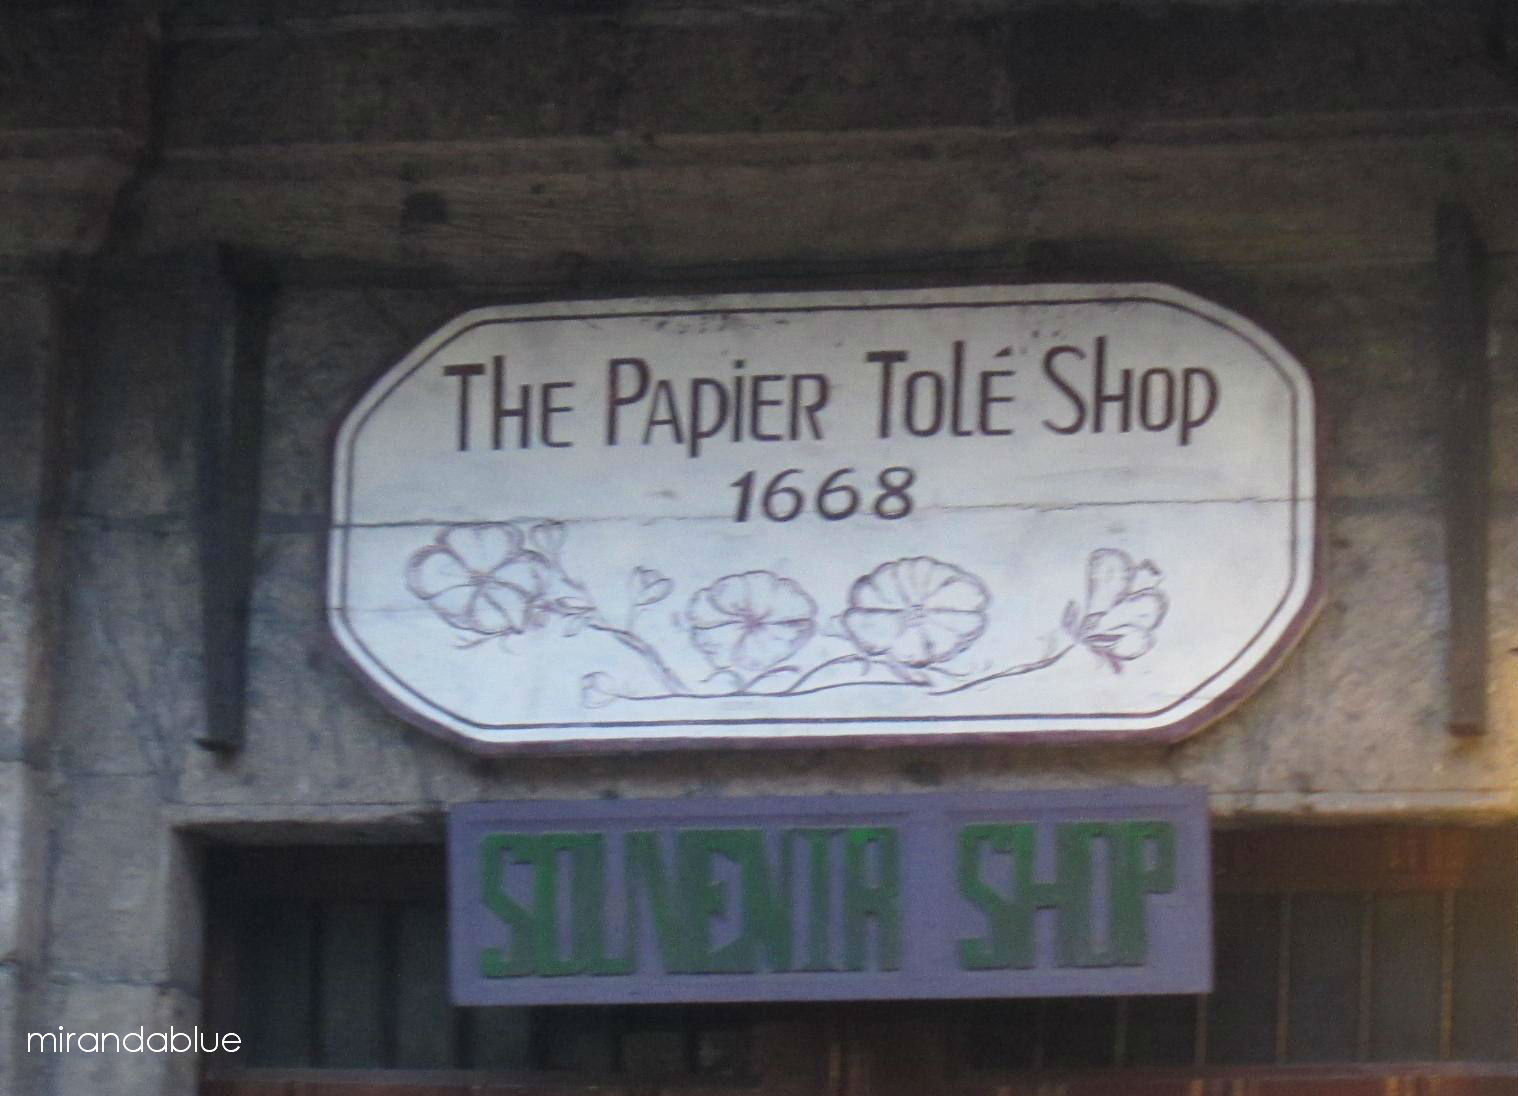 The Papier Tolé Shop
1668
SOUVENIR SHOP
mirandablue